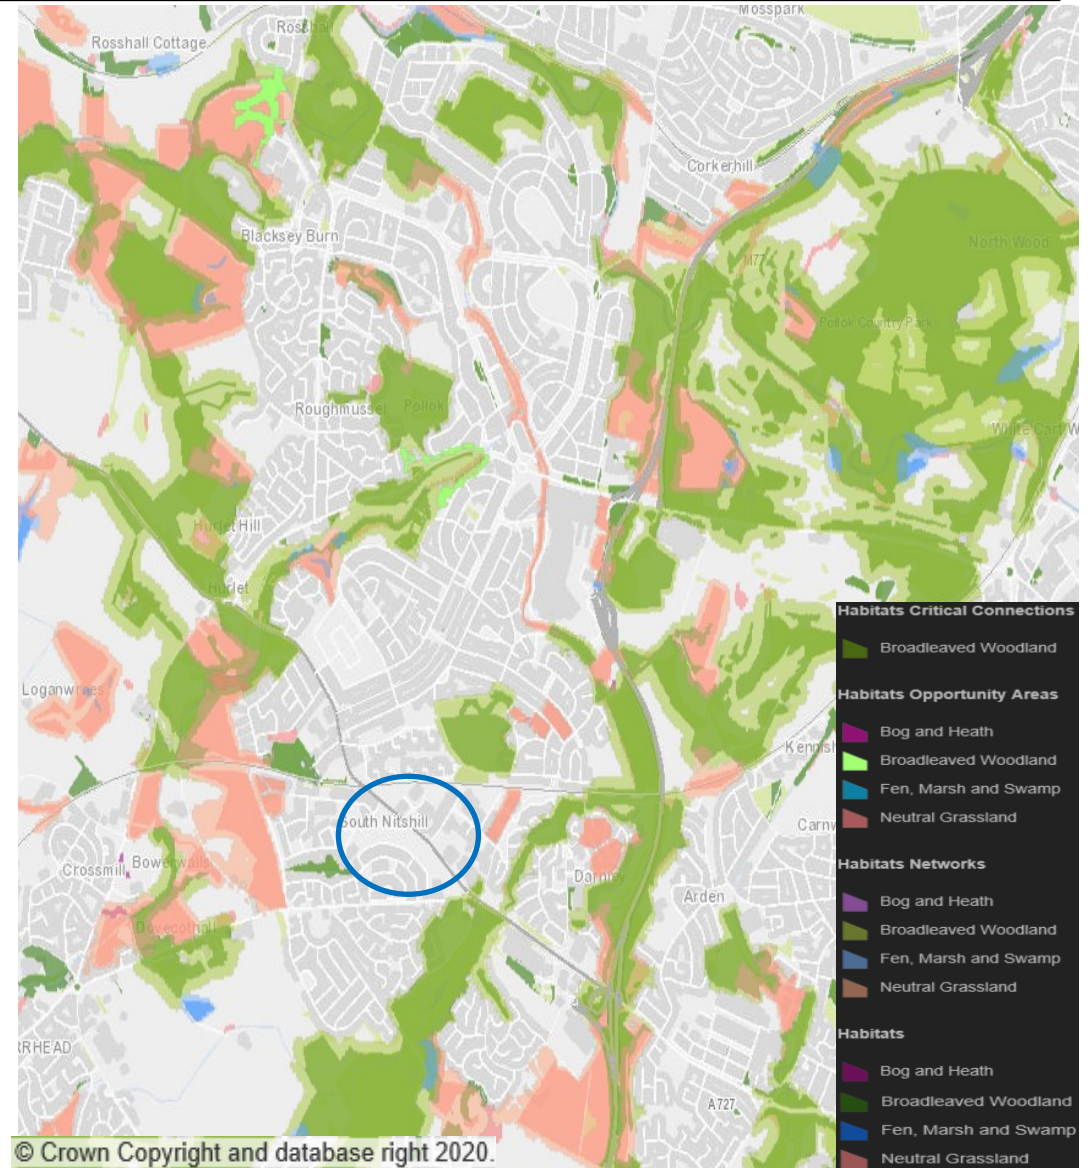 Mosspark
Rosshall
Rosshall Cottage
Corkerhill
Blacksey Burn
North Wood
M77
Pollok Country Park
Roughmussel
Pollok
White Cart W
Hurlet Hill
Hurlet
Loganwraes
Kennish
South Nitshill
Carnw
Crossmill
Bowerwalls
Darnley
Arden
Dovecothall
RRHEAD
A727
Habitats Critical Connections
Broadleaved Woodland
Habitats Opportunity Areas
Bog and Heath
Broadleaved Woodland
Fen, Marsh and Swamp
Neutral Grassland
Habitats Networks
Bog and Heath
Broadleaved Woodland
Fen, Marsh and Swamp
Neutral Grassland
Habitats
Bog and Heath
Broadleaved Woodland
Fen, Marsh and Swamp
Neutral Grassland
© Crown Copyright and database right 2020.